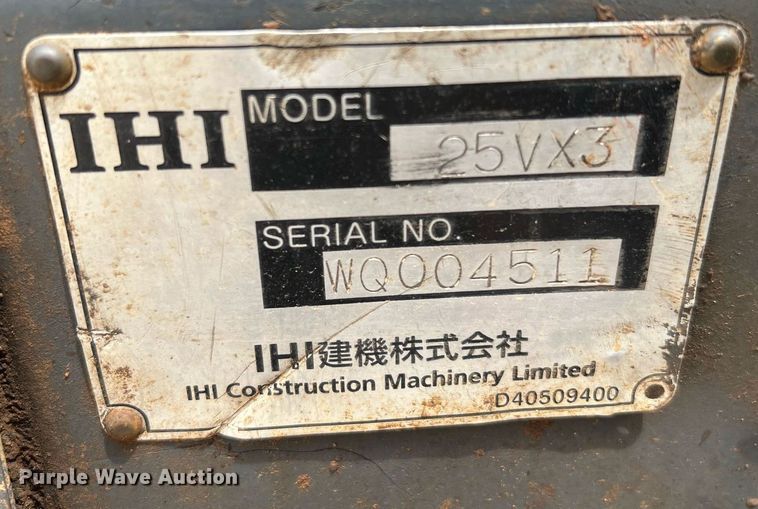 IHI
MODEL
25VX3
SERIAL NO.
WQ004511
IHI建機株式会社
IHI Construction Machinery Limited
D40509400
Purple Wave Auction